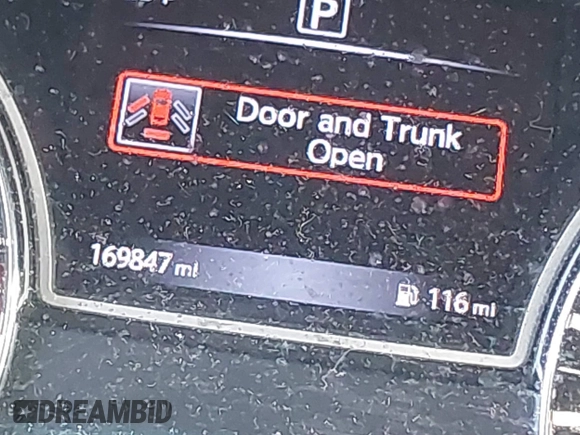 P
Door and Trunk
Open
169847 mi
116 mi
DREAMBID